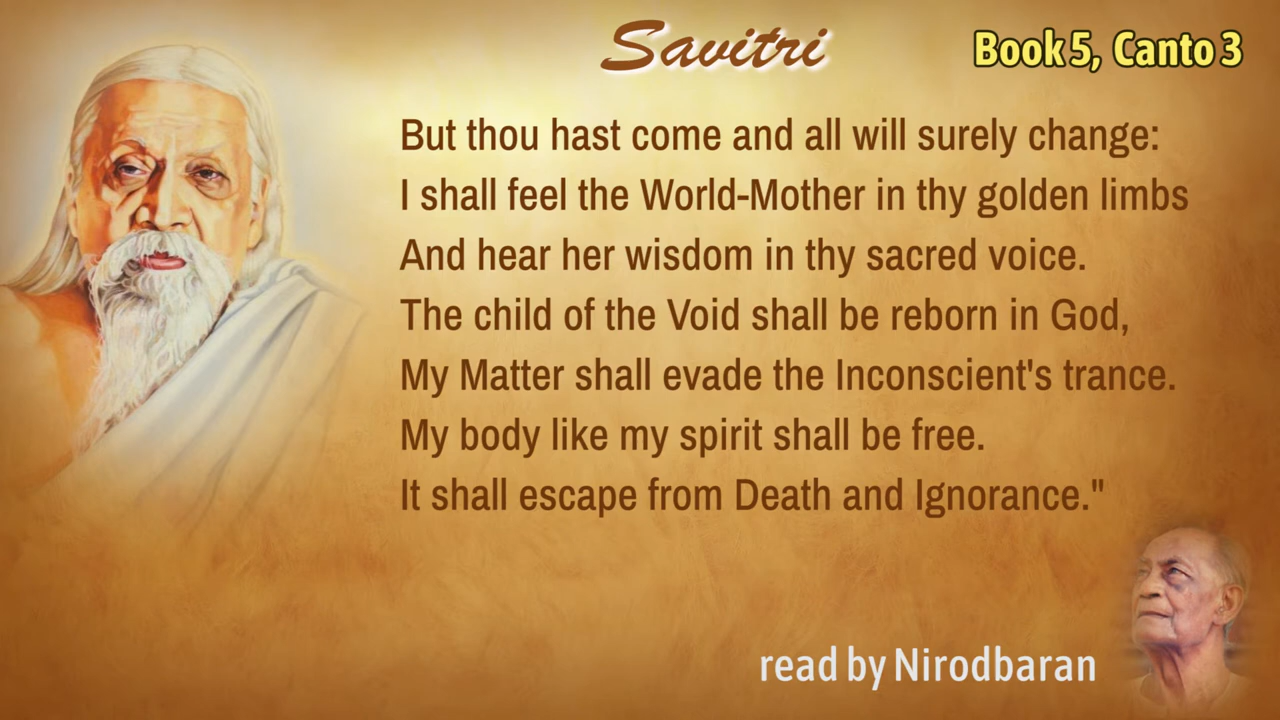 Savitri
Book 5, Canto 3
But thou hast come and all will surely change:
I shall feel the World-Mother in thy golden limbs
And hear her wisdom in thy sacred voice.
The child of the Void shall be reborn in God,
My Matter shall evade the Inconscient's trance.
My body like my spirit shall be free.
It shall escape from Death and Ignorance."
read by Nirodbaran